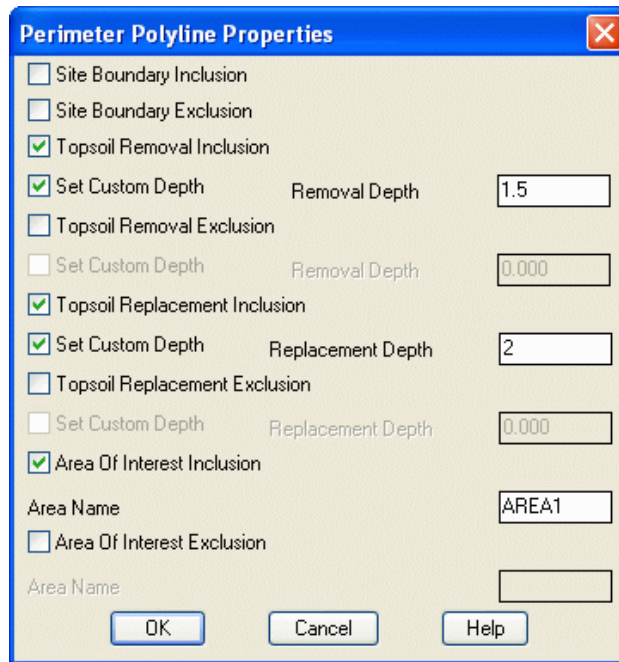 Perimeter Polyline Properties
Site Boundary Inclusion
Site Boundary Exclusion
Topsoil Removal Inclusion
Set Custom Depth Removal Depth 1.5
Topsoil Removal Exclusion
Set Custom Depth Removal Depth 0.000
Topsoil Replacement Inclusion
Set Custom Depth Replacement Depth 2
Topsoil Replacement Exclusion
Set Custom Depth Replacement Depth 0.000
Area Of Interest Inclusion
Area Name AREA1
Area Of Interest Exclusion
Area Name
OK Cancel Help